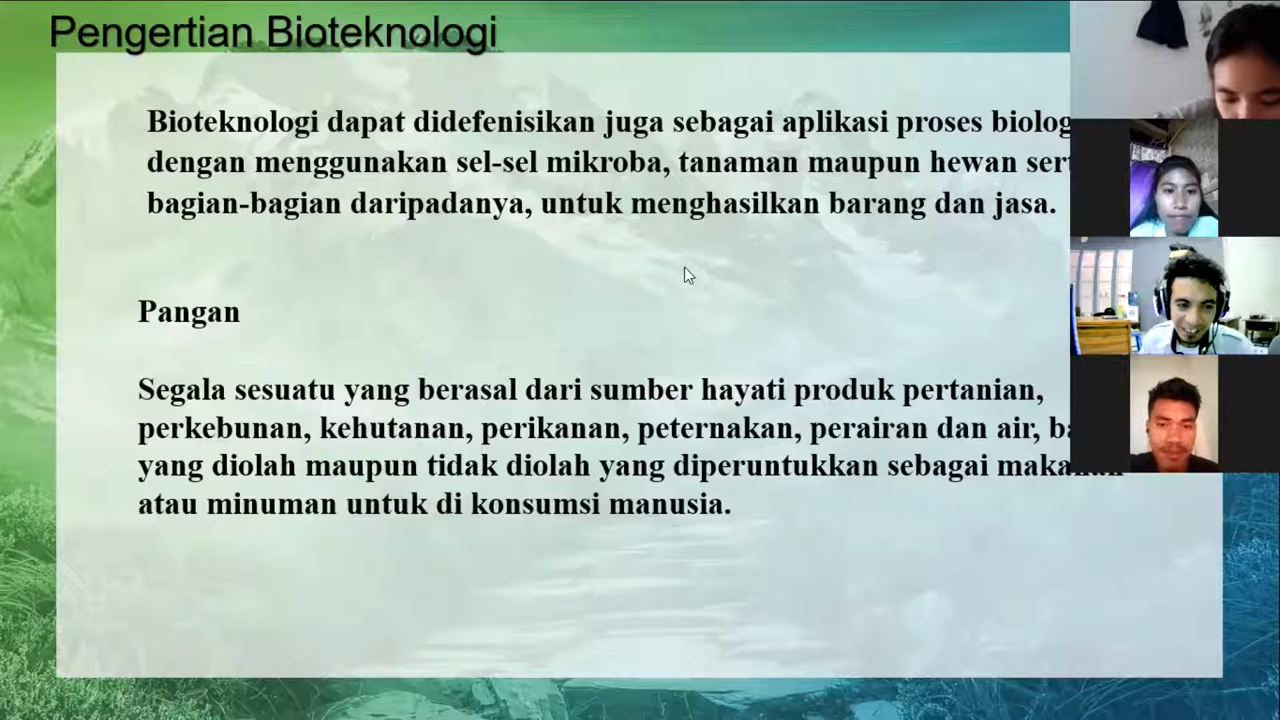 Pengertian Bioteknologi
Bioteknologi dapat didefenisikan juga sebagai aplikasi proses
dengan menggunakan sel-sel mikroba, tanaman maupun hewan
bagian-bagian daripadanya, untuk menghasilkan barang dan jasa.
Pangan
Segala sesuatu yang berasal dari sumber hayati produk pertanian,
perkebunan, kehutanan, perikanan, peternakan, perairan dan air,
yang diolah maupun tidak diolah yang diperuntukkan sebagai makanan
atau minuman untuk di konsumsi manusia.